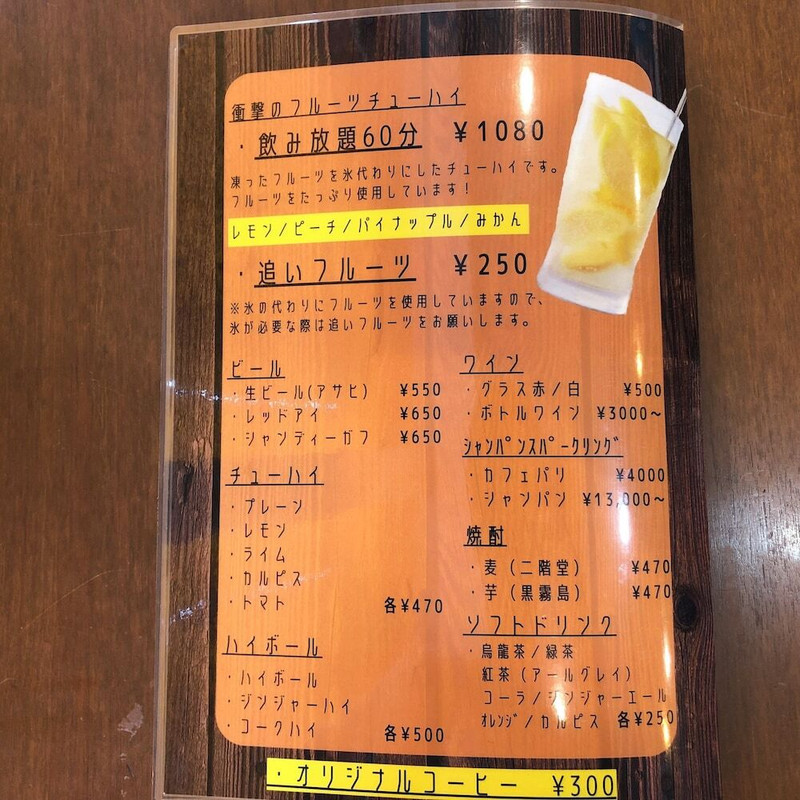 衝撃のフルーツチューハイ
・飲み放題60分 ¥1080
凍ったフルーツを氷代わりにしたチューハイです。
フルーツをたっぷり使用しています！
レモン/ピーチ/パイナップル/みかん
・追いフルーツ ¥250
※氷の代わりにフルーツを使用していますので、
氷が必要な際は追いフルーツをお願いします。
ビール
・生ビール(アサヒ) ¥550
・レッドアイ ¥650
・シャンディーガフ ¥650
チューハイ
・プレーン
・レモン
・ライム
・カルピス
・トマト 各¥470
ハイボール
・ハイボール
・ジンジャーハイ
・コークハイ 各¥500
ワイン
・グラス赤/白 ¥500
・ボトルワイン ¥3000～
ｼｬﾝﾊﾟﾝｽﾊﾟｰｸﾘﾝｸﾞ
・カフェパリ ¥4000
・シャンパン ¥13,000～
焼酎
・麦（二階堂） ¥470
・芋（黒霧島） ¥470
ソフトドリンク
・烏龍茶/緑茶
紅茶（アールグレイ）
コーラ/ジンジャーエール
ｵﾚﾝｼﾞ/カルピス 各¥250
・オリジナルコーヒー ¥300